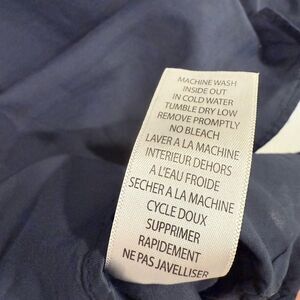 MACHINE WASH
INSIDE OUT
IN COLD WATER
TUMBLE DRY LOW
REMOVE PROMPTLY
NO BLEACH
LAVER A LA MACHINE
INTERIEUR DEHORS
A L'EAU FROIDE
SECHER A LA MACHINE
CYCLE DOUX
SUPPRIMER
RAPIDEMENT
NE PAS JAVELLISER